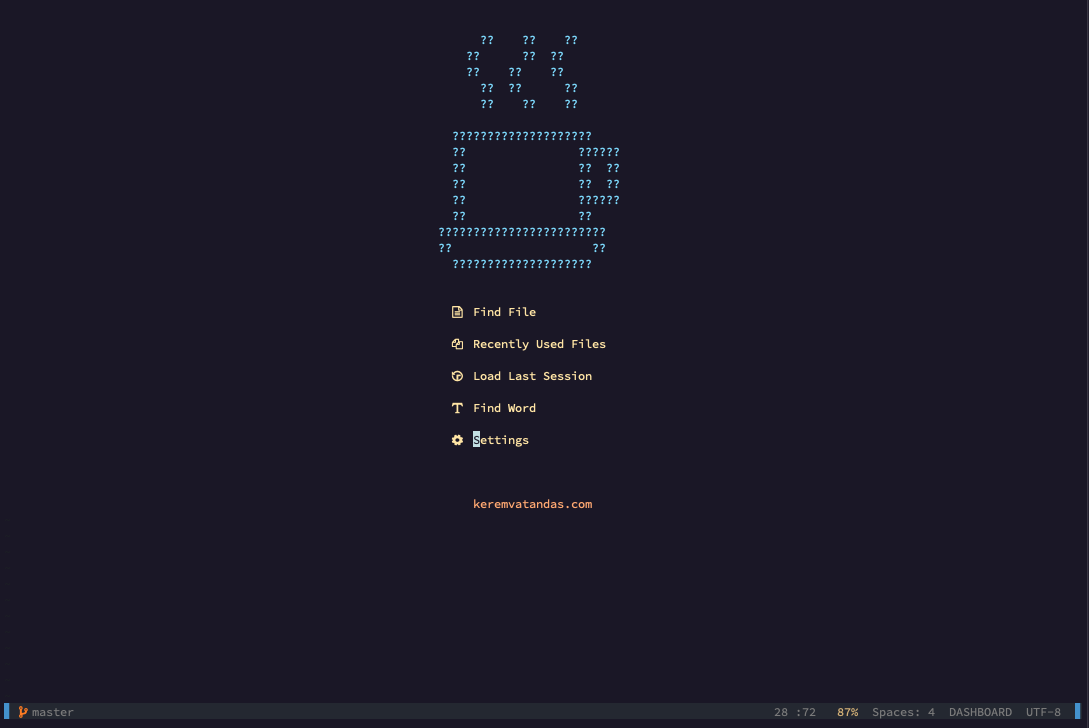 ??    ??    ??
??      ??  ??
??    ??    ??
??  ??      ??
??    ??    ??
????????????????????
??                ??????
??                ??  ??
??                ??  ??
??                ??????
??                ??
????????????????????????
??                    ??
????????????????????
Find File
Recently Used Files
Load Last Session
Find Word
Settings
keremvatandas.com
master 28 :72 87% Spaces: 4 DASHBOARD UTF-8